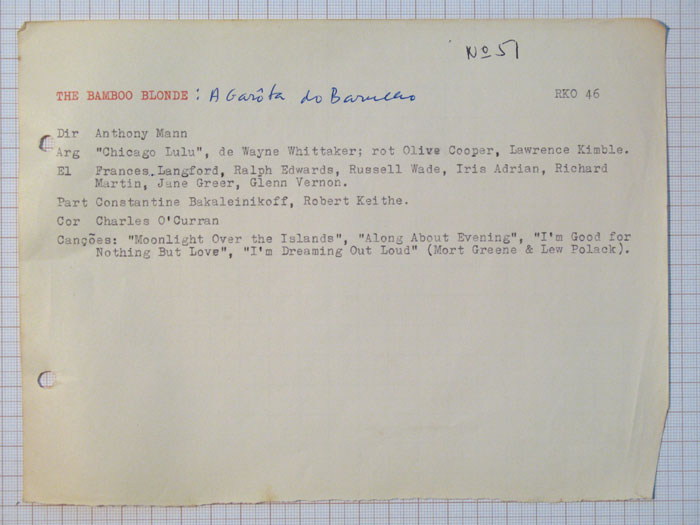 Nº 51
THE BAMBOO BLONDE : A Garôta do Barulho RKO 46
Dir Anthony Mann
Arg "Chicago Lulu", de Wayne Whittaker; rot Olive Cooper, Lawrence Kimble.
El Frances Langford, Ralph Edwards, Russell Wade, Iris Adrian, Richard
Martin, Jane Greer, Glenn Vernon.
Part Constantine Bakaleinikoff, Robert Keithe.
Cor Charles O'Curran
Canções: "Moonlight Over the Islands", "Along About Evening", "I'm Good for
Nothing But Love", "I'm Dreaming Out Loud" (Mort Greene & Lew Polack).